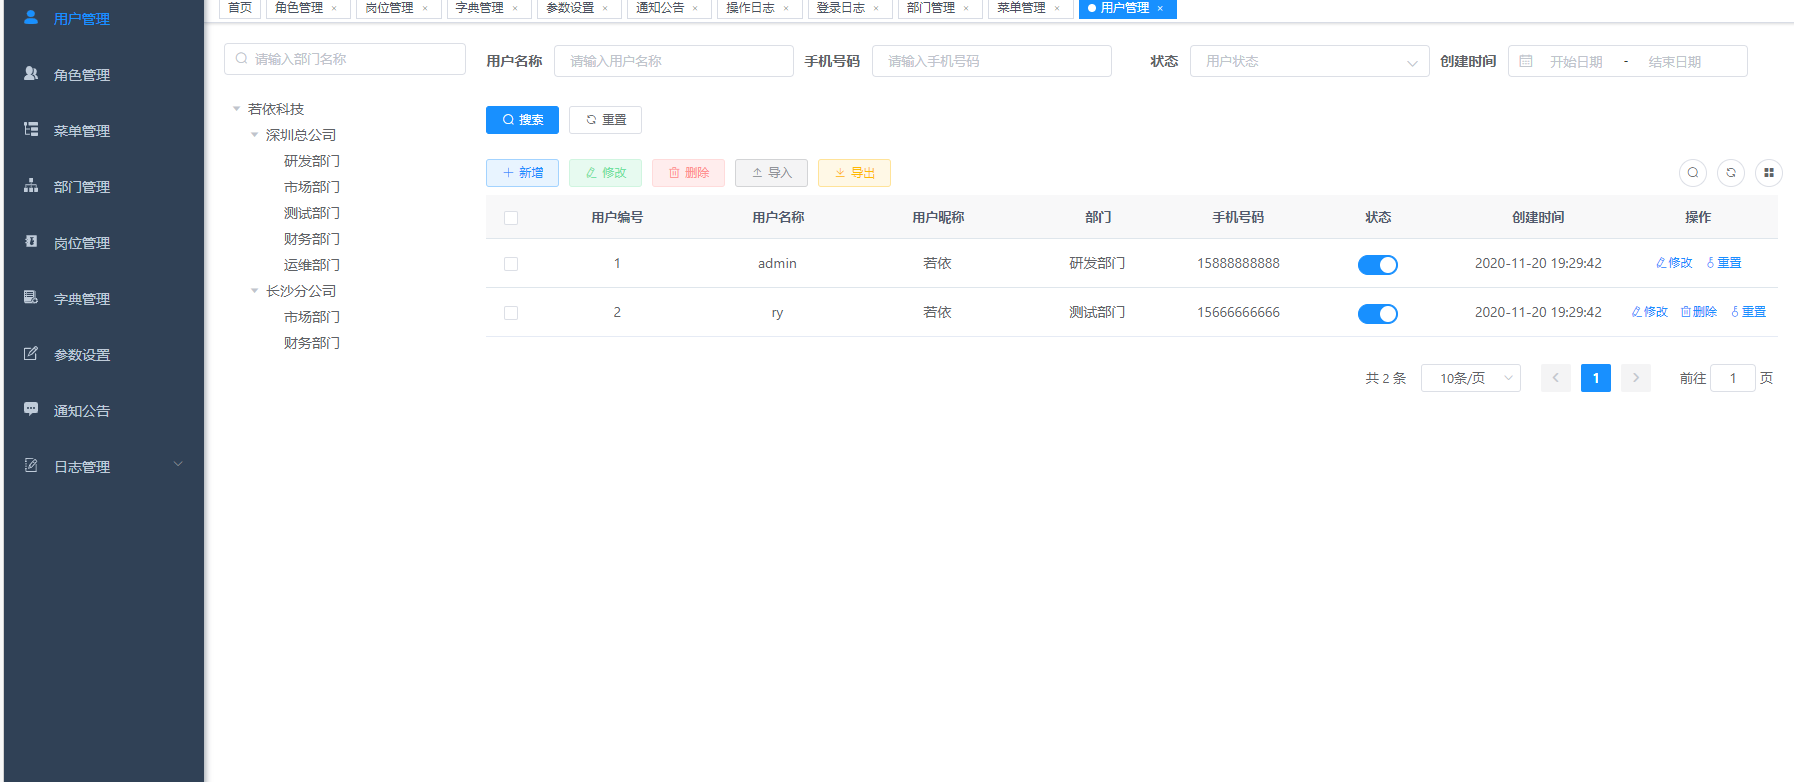 首页 角色管理 × 岗位管理 × 字典管理 × 参数设置 × 通知公告 × 操作日志 × 登录日志 × 部门管理 × 菜单管理 × 用户管理 ×
用户管理
角色管理
菜单管理
部门管理
岗位管理
字典管理
参数设置
通知公告
日志管理
请输入部门名称
若依科技
深圳总公司
研发部门
市场部门
测试部门
财务部门
运维部门
长沙分公司
市场部门
财务部门
用户名称 请输入用户名称 手机号码 请输入手机号码 状态 用户状态 创建时间 开始日期 - 结束日期
搜索 重置
新增 修改 删除 导入 导出
用户编号 用户名称 用户昵称 部门 手机号码 状态 创建时间 操作
1 admin 若依 研发部门 15888888888 2020-11-20 19:29:42 修改 重置
2 ry 若依 测试部门 15666666666 2020-11-20 19:29:42 修改 删除 重置
共 2 条 10条/页 1 前往 1 页